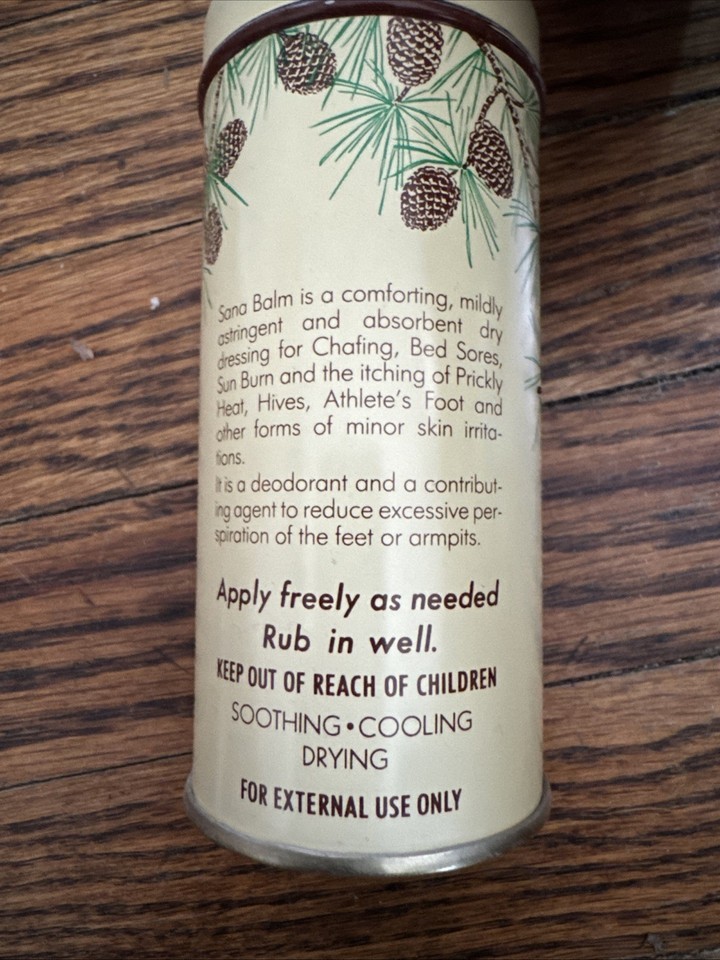 Sana Balm is a comforting, mildly
astringent and absorbent dry
dressing for Chafing, Bed Sores,
Sun Burn and the itching of Prickly
Heat, Hives, Athlete's Foot and
other forms of minor skin irrita-
tions.
It is a deodorant and a contribut-
ing agent to reduce excessive per-
spiration of the feet or armpits.
Apply freely as needed
Rub in well.
KEEP OUT OF REACH OF CHILDREN
SOOTHING • COOLING
DRYING
FOR EXTERNAL USE ONLY